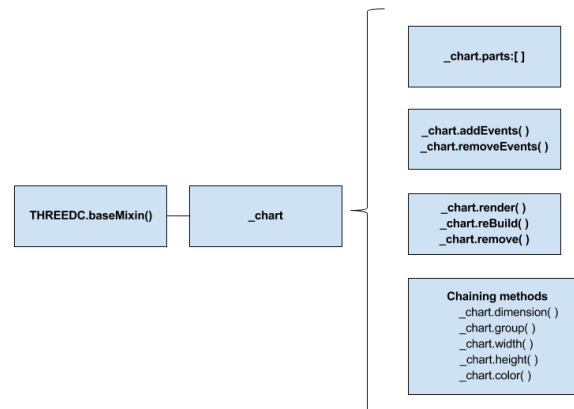 _chart.parts:[ ]
_chart.addEvents( )
_chart.removeEvents( )
THREEDC.baseMixin()
_chart
_chart.render( )
_chart.reBuild( )
_chart.remove( )
Chaining methods
_chart.dimension( )
_chart.group( )
_chart.width( )
_chart.height( )
_chart.color( )